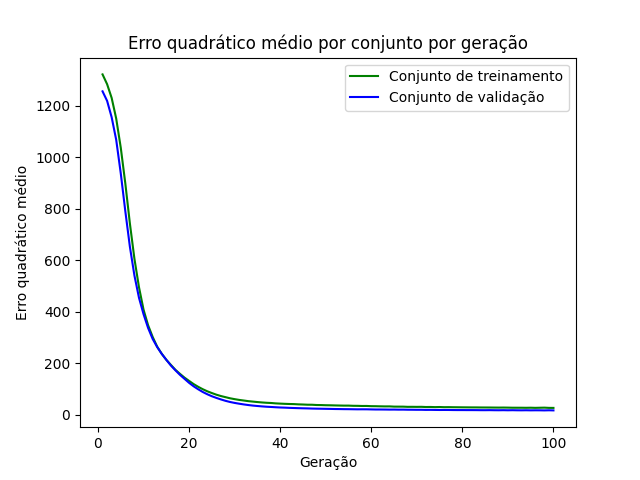 Erro quadrático médio por conjunto por geração
Conjunto de treinamento
Conjunto de validação
Erro quadrático médio
1200
1000
800
600
400
200
0
0 20 40 60 80 100
Geração